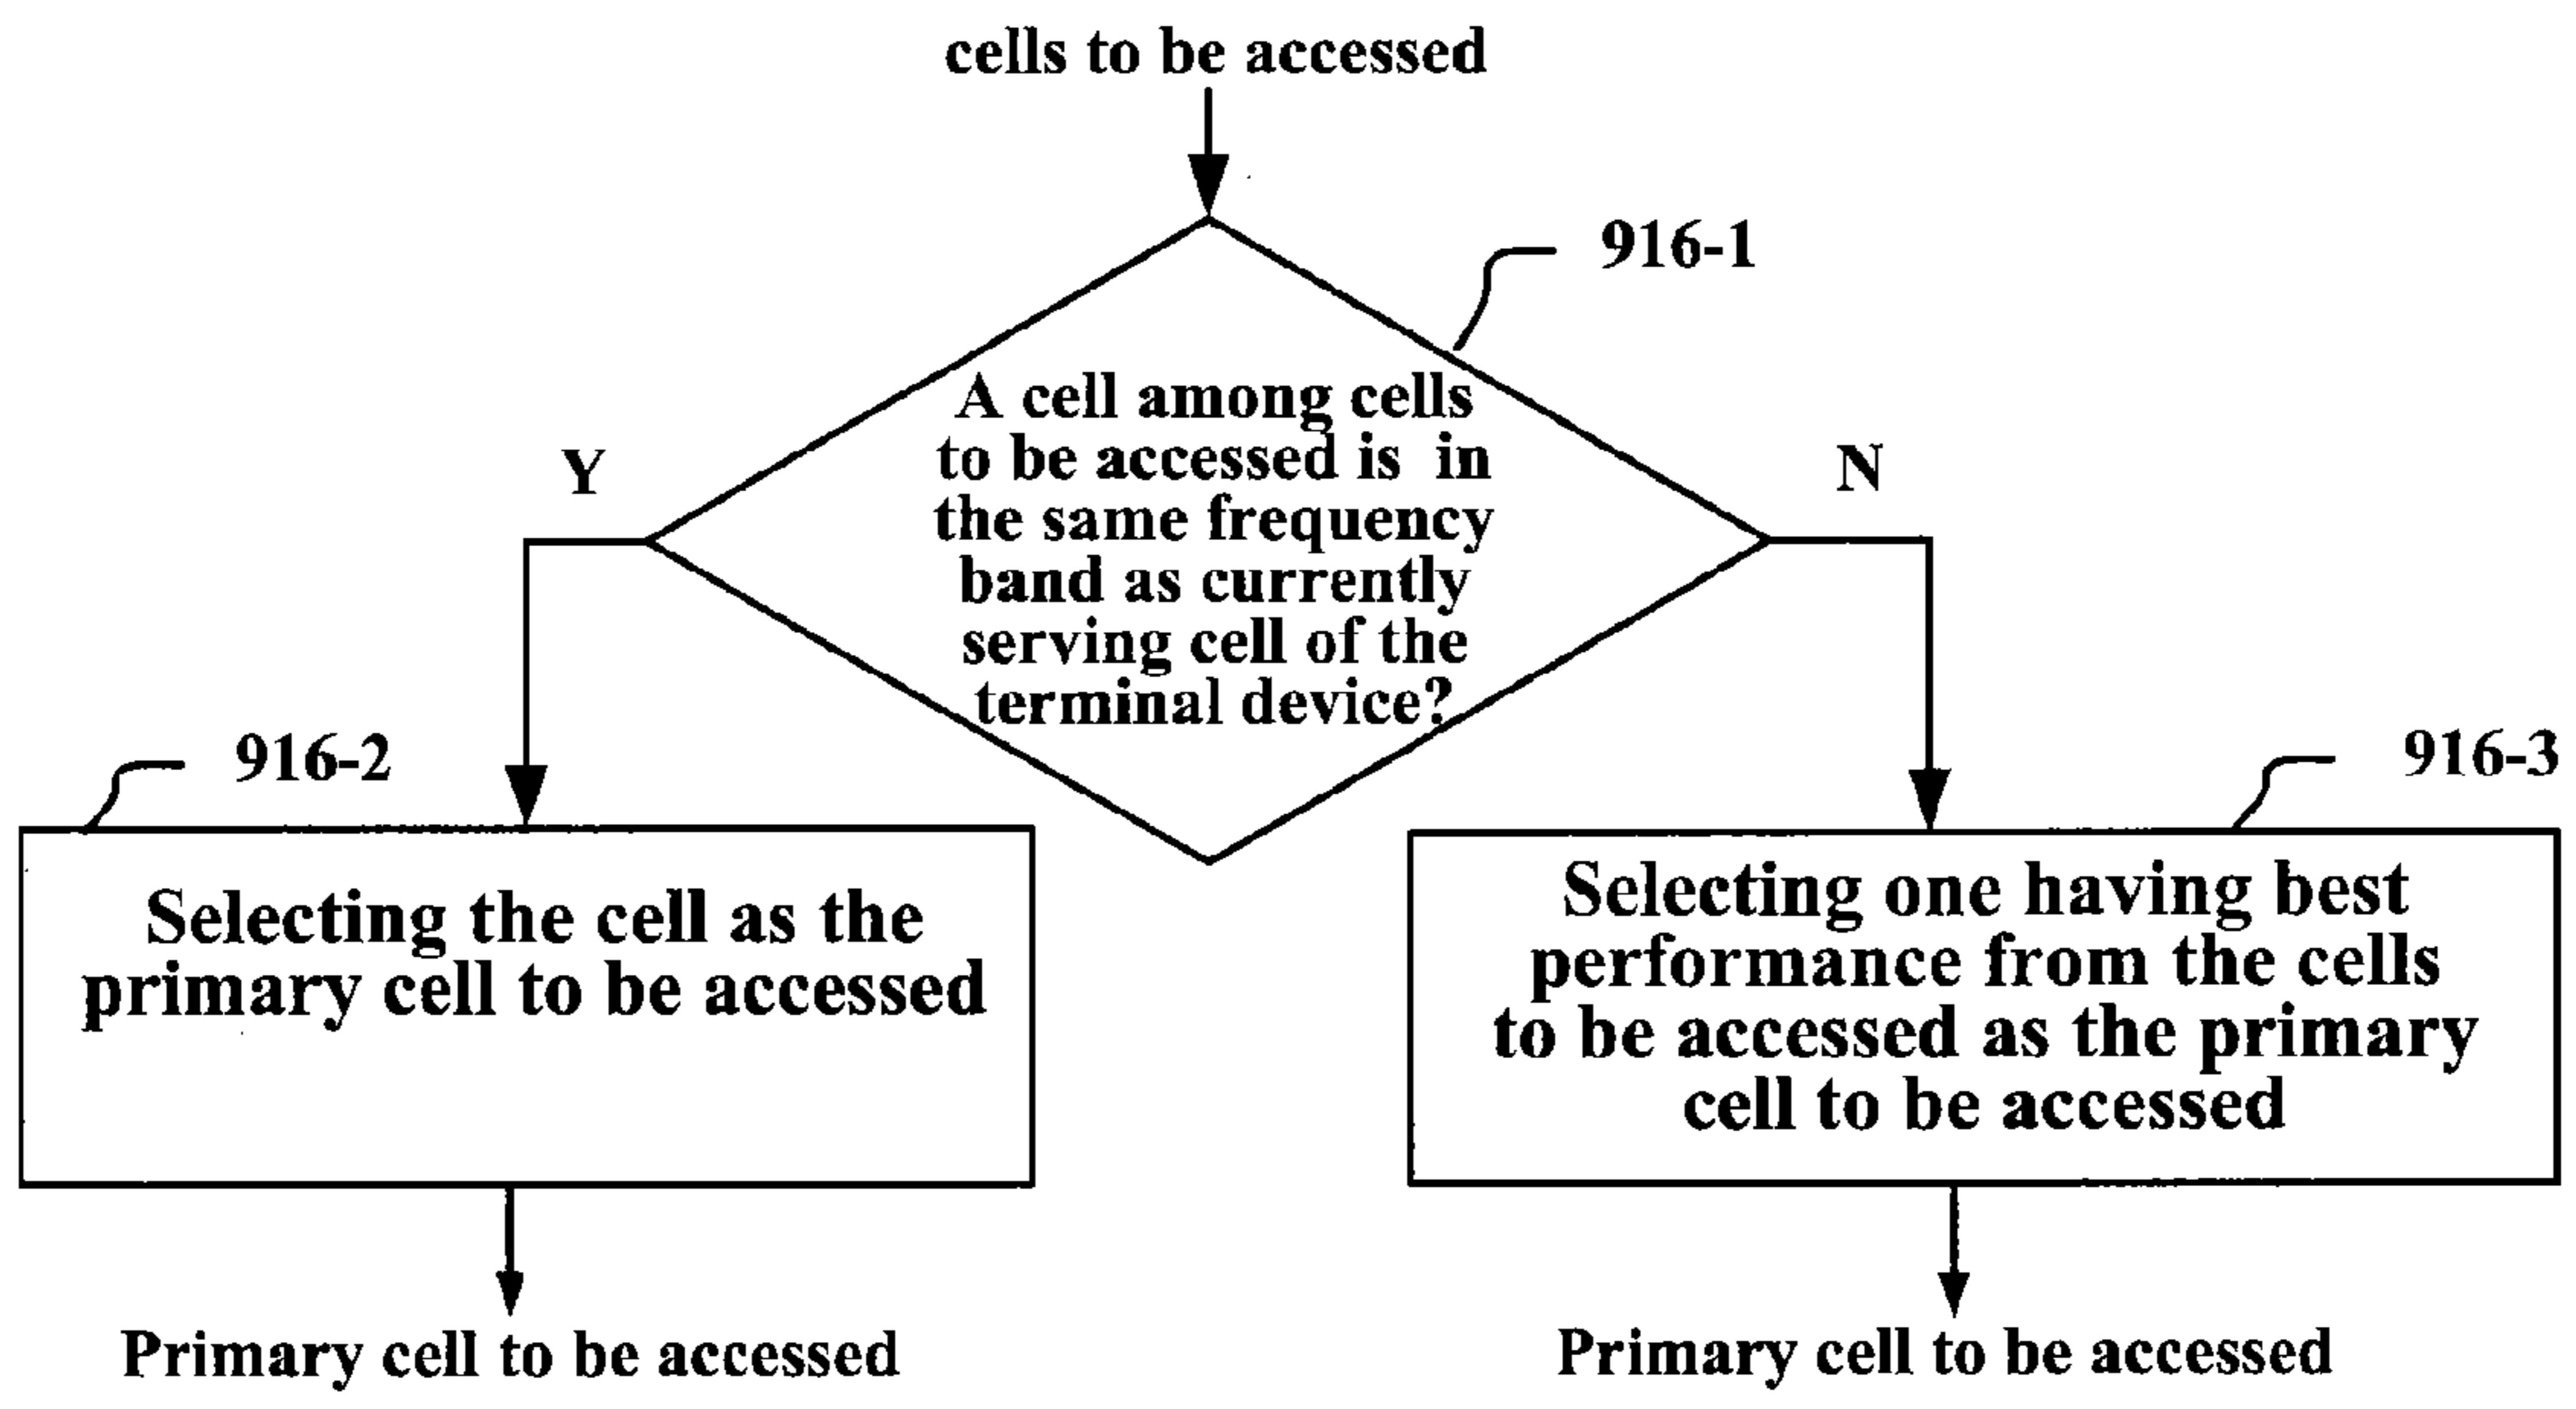 cells to be accessed
916-1
A cell among cells
to be accessed is in
the same frequency
band as currently
serving cell of the
terminal device?
Y
N
916-2
Selecting the cell as the
primary cell to be accessed
916-3
Selecting one having best
performance from the cells
to be accessed as the primary
cell to be accessed
Primary cell to be accessed
Primary cell to be accessed